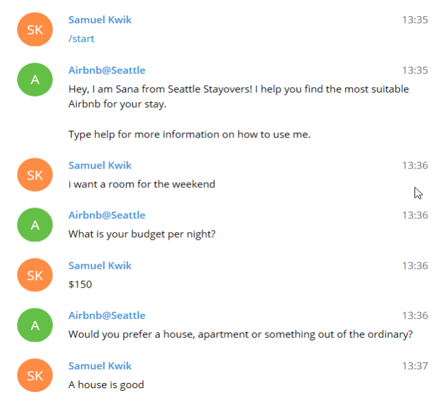 SK
Samuel Kwik 13:35
/start
A
Airbnb@Seattle 13:35
Hey, I am Sana from Seattle Stayovers! I help you find the most suitable
Airbnb for your stay.
Type help for more information on how to use me.
SK
Samuel Kwik 13:36
i want a room for the weekend
A
Airbnb@Seattle 13:36
What is your budget per night?
SK
Samuel Kwik 13:36
$150
A
Airbnb@Seattle 13:36
Would you prefer a house, apartment or something out of the ordinary?
SK
Samuel Kwik 13:37
A house is good